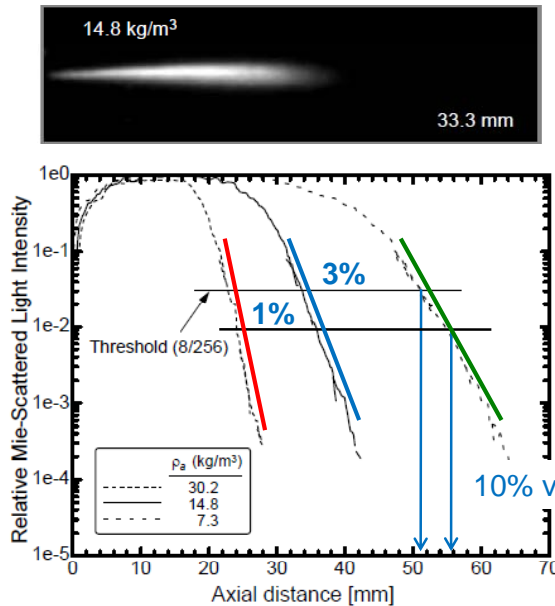 14.8 kg/m³
33.3 mm
Relative Mie-Scattered Light Intensity
1e0
1e-1
1e-2
1e-3
1e-4
1e-5
3%
1%
Threshold (8/256)
ρₐ (kg/m³)
30.2
14.8
7.3
10% v
0 10 20 30 40 50 60 70
Axial distance [mm]